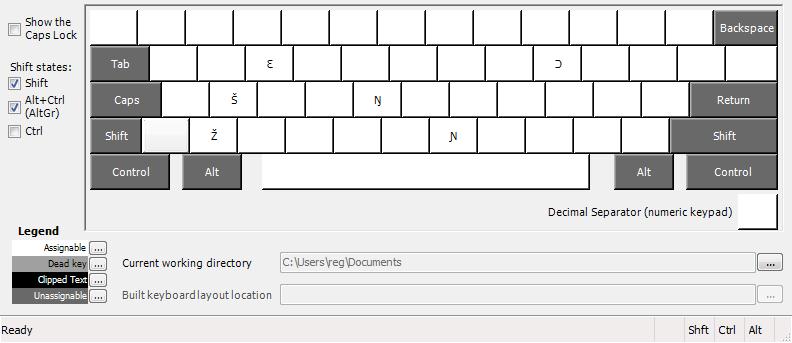 Show the
Caps Lock
Backspace
Tab
Ɛ
Ɔ
Shift states:
Shift
Alt+Ctrl
(AltGr)
Ctrl
Caps
Š
Ŋ
Return
Shift
Ž
Ɲ
Shift
Control
Alt
Alt
Control
Decimal Separator (numeric keypad)
Legend
Assignable ...
Dead key ...
Clipped Text ...
Unassignable ...
Current working directory
C:\Users\reg\Documents
...
Built keyboard layout location
...
Ready
Shft Ctrl Alt